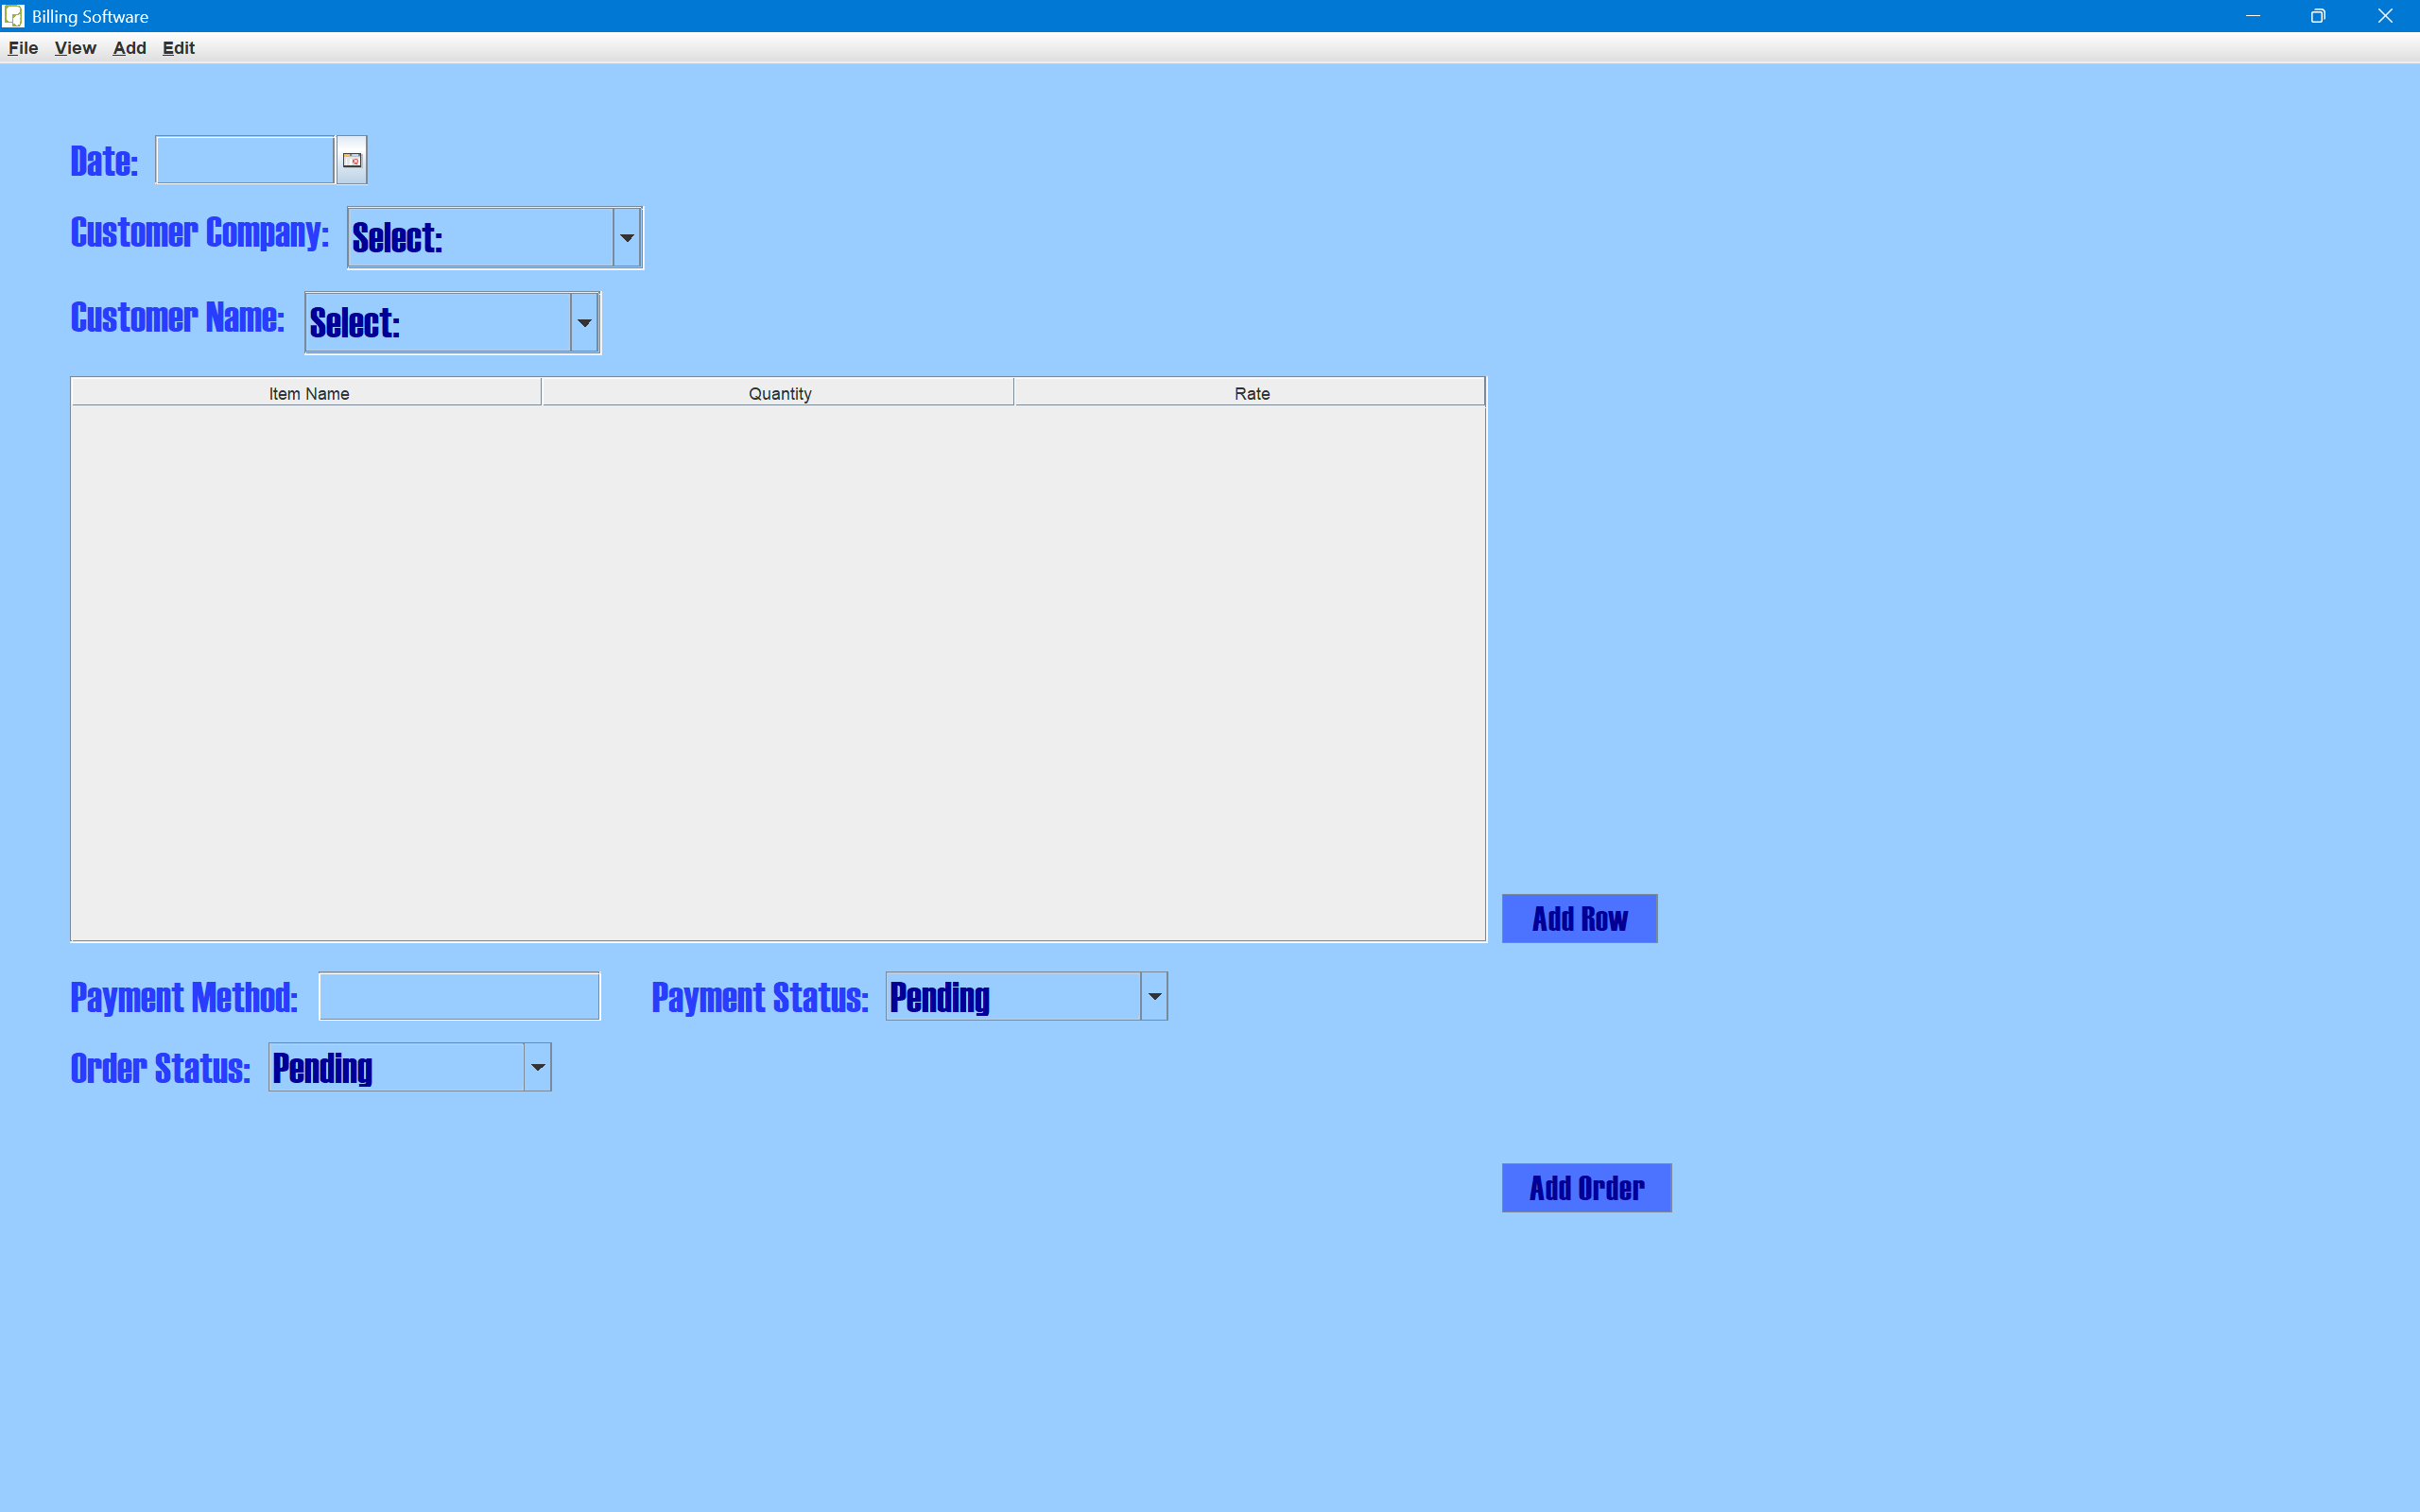 Billing Software
File View Add Edit
Date:
Customer Company: Select:
Customer Name: Select:
Item Name Quantity Rate
Add Row
Payment Method: Payment Status: Pending
Order Status: Pending
Add Order